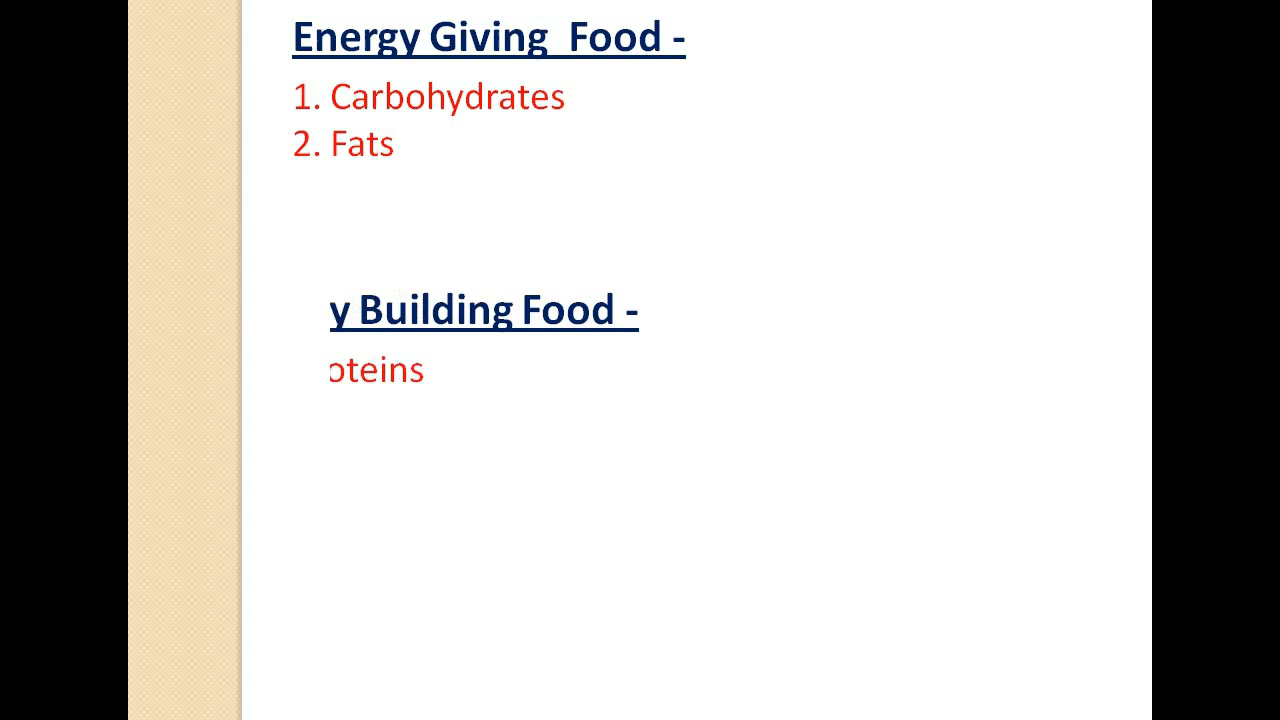 Energy Giving Food -
1. Carbohydrates
2. Fats
y Building Food -
oteins